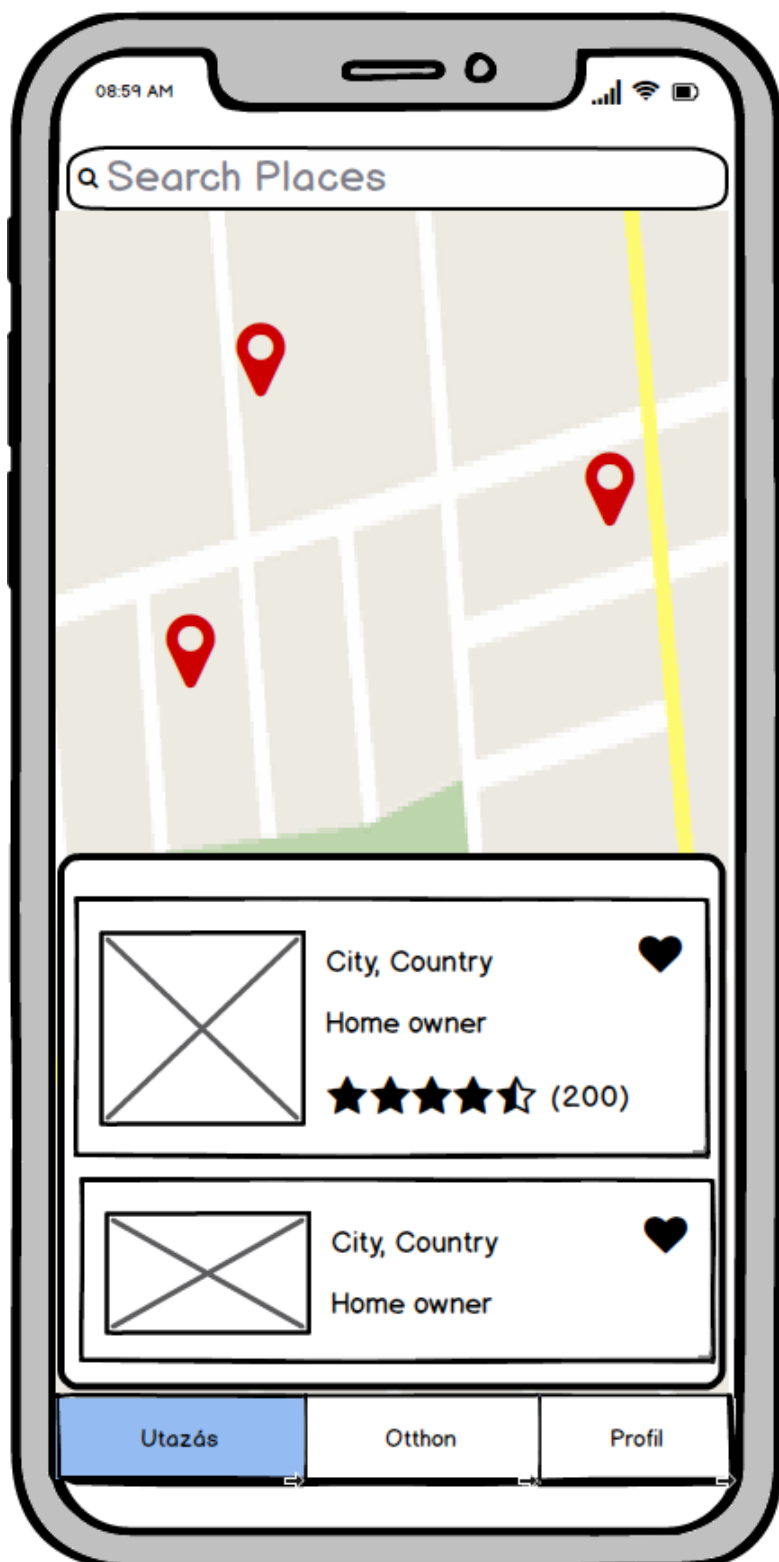 08:59 AM
Search Places
City, Country
Home owner
(200)
City, Country
Home owner
Utazás
Otthon
Profil